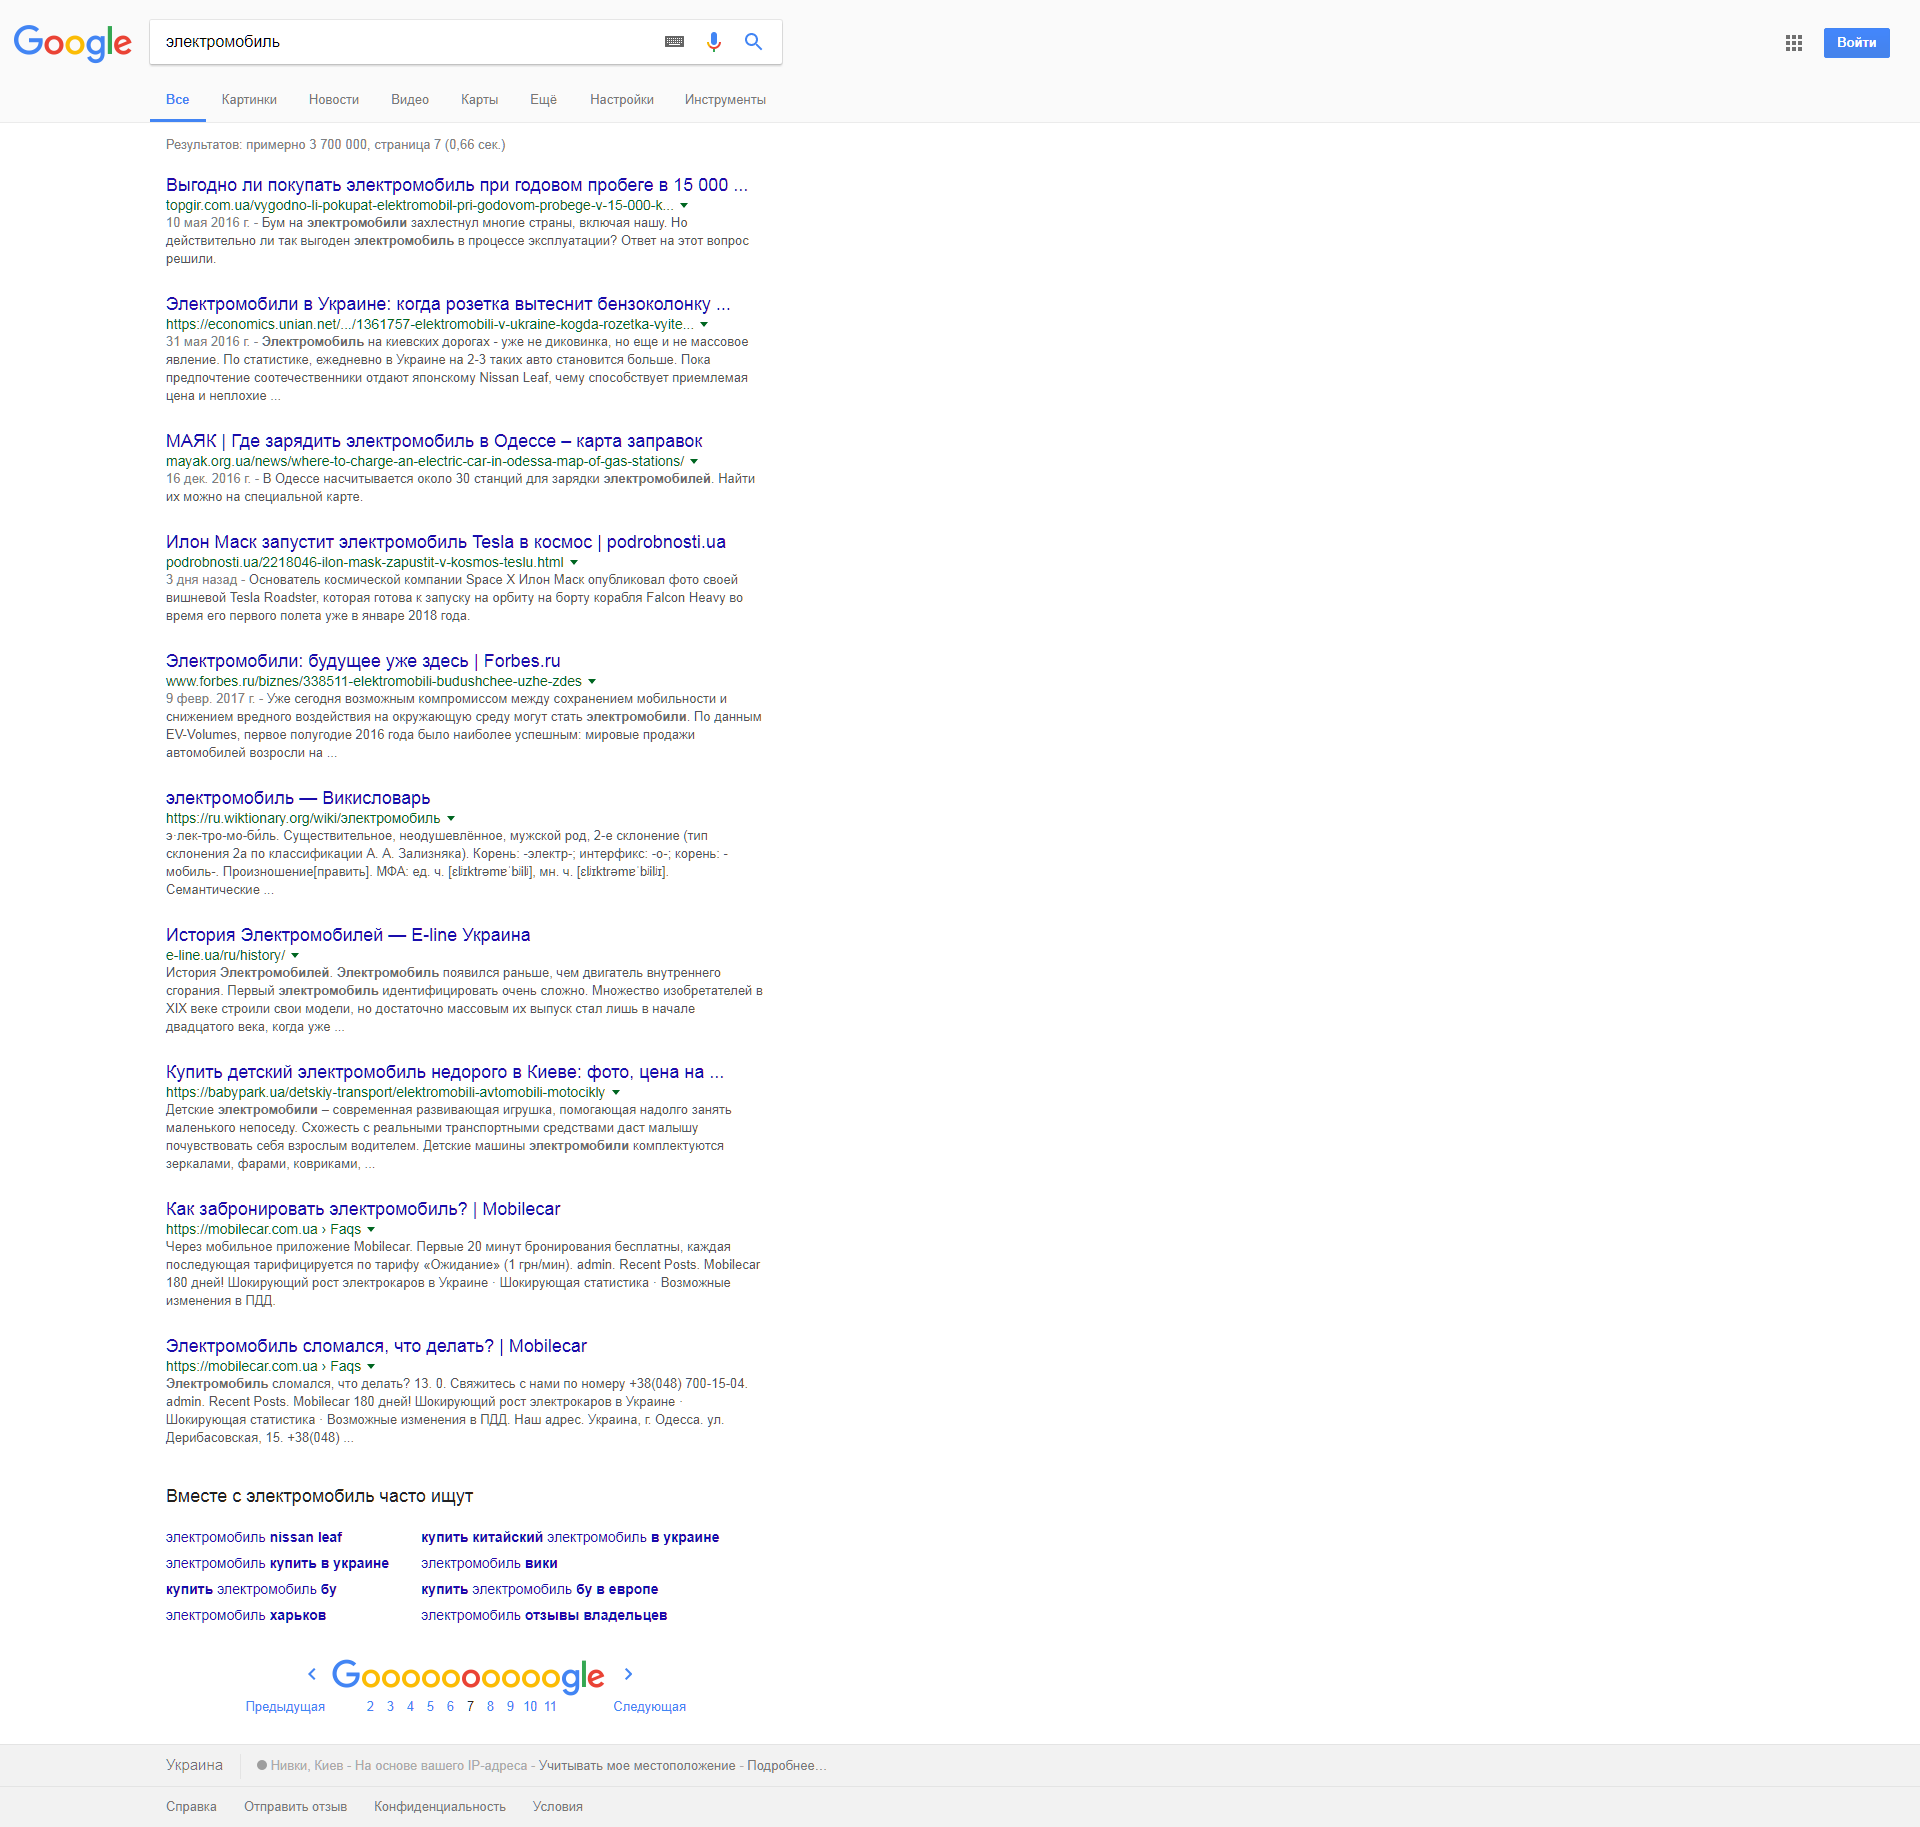 Google
электромобиль
Войти
Все Картинки Новости Видео Карты Ещё Настройки Инструменты
Результатов: примерно 3 700 000, страница 7 (0,66 сек.)
Выгодно ли покупать электромобиль при годовом пробеге в 15 000 ...
topgir.com.ua/vygodno-li-pokupat-elektromobil-pri-godovom-probege-v-15-000-k...
10 мая 2016 г. - Бум на электромобили захлестнул многие страны, включая нашу. Но
действительно ли так выгоден электромобиль в процессе эксплуатации? Ответ на этот вопрос
решили.
Электромобили в Украине: когда розетка вытеснит бензоколонку ...
https://economics.unian.net/.../1361757-elektromobili-v-ukraine-kogda-rozetka-vyite...
31 мая 2016 г. - Электромобиль на киевских дорогах - уже не диковинка, но еще и не массовое
явление. По статистике, ежедневно в Украине на 2-3 таких авто становится больше. Пока
предпочтение соотечественники отдают японскому Nissan Leaf, чему способствует приемлемая
цена и неплохие ...
МАЯК | Где зарядить электромобиль в Одессе – карта заправок
mayak.org.ua/news/where-to-charge-an-electric-car-in-odessa-map-of-gas-stations/
16 дек. 2016 г. - В Одессе насчитывается около 30 станций для зарядки электромобилей. Найти
их можно на специальной карте.
Илон Маск запустит электромобиль Tesla в космос | podrobnosti.ua
podrobnosti.ua/2218046-ilon-mask-zapustit-v-kosmos-teslu.html
3 дня назад - Основатель космической компании Space X Илон Маск опубликовал фото своей
вишневой Tesla Roadster, которая готова к запуску на орбиту на борту корабля Falcon Heavy во
время его первого полета уже в январе 2018 года.
Электромобили: будущее уже здесь | Forbes.ru
www.forbes.ru/biznes/338511-elektromobili-budushchee-uzhe-zdes
9 февр. 2017 г. - Уже сегодня возможным компромиссом между сохранением мобильности и
снижением вредного воздействия на окружающую среду могут стать электромобили. По данным
EV-Volumes, первое полугодие 2016 года было наиболее успешным: мировые продажи
автомобилей возросли на ...
электромобиль — Викисловарь
https://ru.wiktionary.org/wiki/электромобиль
э·лек-тро-мо-би́ль. Существительное, неодушевлённое, мужской род, 2-е склонение (тип
склонения 2a по классификации А. А. Зализняка). Корень: -электр-; интерфикс: -о-; корень: -
мобиль-. Произношение[править]. МФА: ед. ч. [ɛlʲɪktrəmɐˈbʲilʲ], мн. ч. [ɛlʲɪktrəmɐˈbʲilʲɪ].
Семантические ...
История Электромобилей — E-line Украина
e-line.ua/ru/history/
История Электромобилей. Электромобиль появился раньше, чем двигатель внутреннего
сгорания. Первый электромобиль идентифицировать очень сложно. Множество изобретателей в
XIX веке строили свои модели, но достаточно массовым их выпуск стал лишь в начале
двадцатого века, когда уже ...
Купить детский электромобиль недорого в Киеве: фото, цена на ...
https://babypark.ua/detskiy-transport/elektromobili-avtomobili-motocikly
Детские электромобили – современная развивающая игрушка, помогающая надолго занять
маленького непоседу. Схожесть с реальными транспортными средствами даст малышу
почувствовать себя взрослым водителем. Детские машины электромобили комплектуются
зеркалами, фарами, ковриками, ...
Как забронировать электромобиль? | Mobilecar
https://mobilecar.com.ua › Faqs
Через мобильное приложение Mobilecar. Первые 20 минут бронирования бесплатны, каждая
последующая тарифицируется по тарифу «Ожидание» (1 грн/мин). admin. Recent Posts. Mobilecar
180 дней! Шокирующий рост электрокаров в Украине · Шокирующая статистика · Возможные
изменения в ПДД.
Электромобиль сломался, что делать? | Mobilecar
https://mobilecar.com.ua › Faqs
Электромобиль сломался, что делать? 13. 0. Свяжитесь с нами по номеру +38(048) 700-15-04.
admin. Recent Posts. Mobilecar 180 дней! Шокирующий рост электрокаров в Украине ·
Шокирующая статистика · Возможные изменения в ПДД. Наш адрес. Украина, г. Одесса. ул.
Дерибасовская, 15. +38(048) ...
Вместе с электромобиль часто ищут
электромобиль nissan leaf купить китайский электромобиль в украине
электромобиль купить в украине электромобиль вики
купить электромобиль бу купить электромобиль бу в европе
электромобиль харьков электромобиль отзывы владельцев
Goooooooooogle
Предыдущая 2 3 4 5 6 7 8 9 10 11 Следующая
Украина Нивки, Киев - На основе вашего IP-адреса - Учитывать мое местоположение - Подробнее…
Справка Отправить отзыв Конфиденциальность Условия